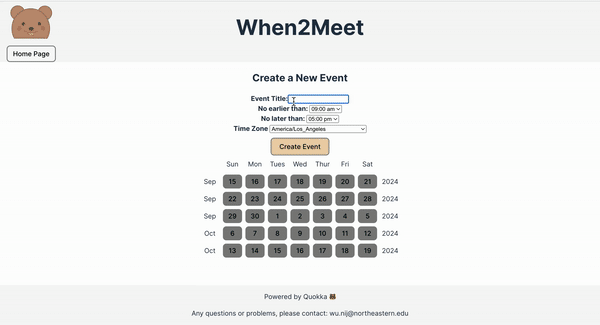 When2Meet
Home Page
Create a New Event
Event Title:
No earlier than: 09:00 am
No later than: 05:00 pm
Time Zone America/Los_Angeles
Create Event
Sun Mon Tues Wed Thur Fri Sat
Sep 15 16 17 18 19 20 21 2024
Sep 22 23 24 25 26 27 28 2024
Sep 29 30 1 2 3 4 5 2024
Oct 6 7 8 9 10 11 12 2024
Oct 13 14 15 16 17 18 19 2024
Powered by Quokka
Any questions or problems, please contact: wu.nij@northeastern.edu